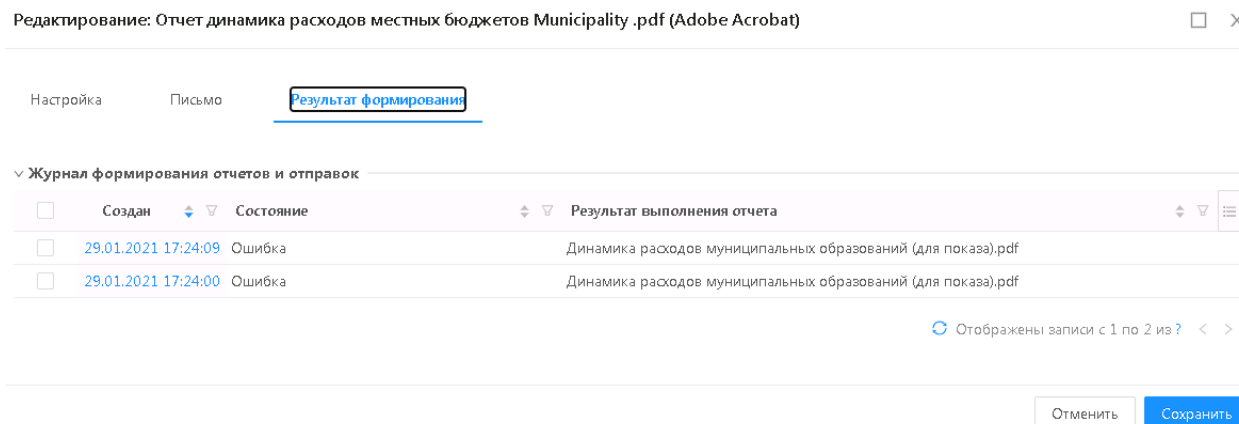 Редактирование: Отчет динамика расходов местных бюджетов Municipality .pdf (Adobe Acrobat)
Настройка Письмо Результат формирования
Журнал формирования отчетов и отправок
Создан Состояние Результат выполнения отчета
29.01.2021 17:24:09 Ошибка Динамика расходов муниципальных образований (для показа).pdf
29.01.2021 17:24:00 Ошибка Динамика расходов муниципальных образований (для показа).pdf
Отображены записи с 1 по 2 из ? < >
Отменить Сохранить